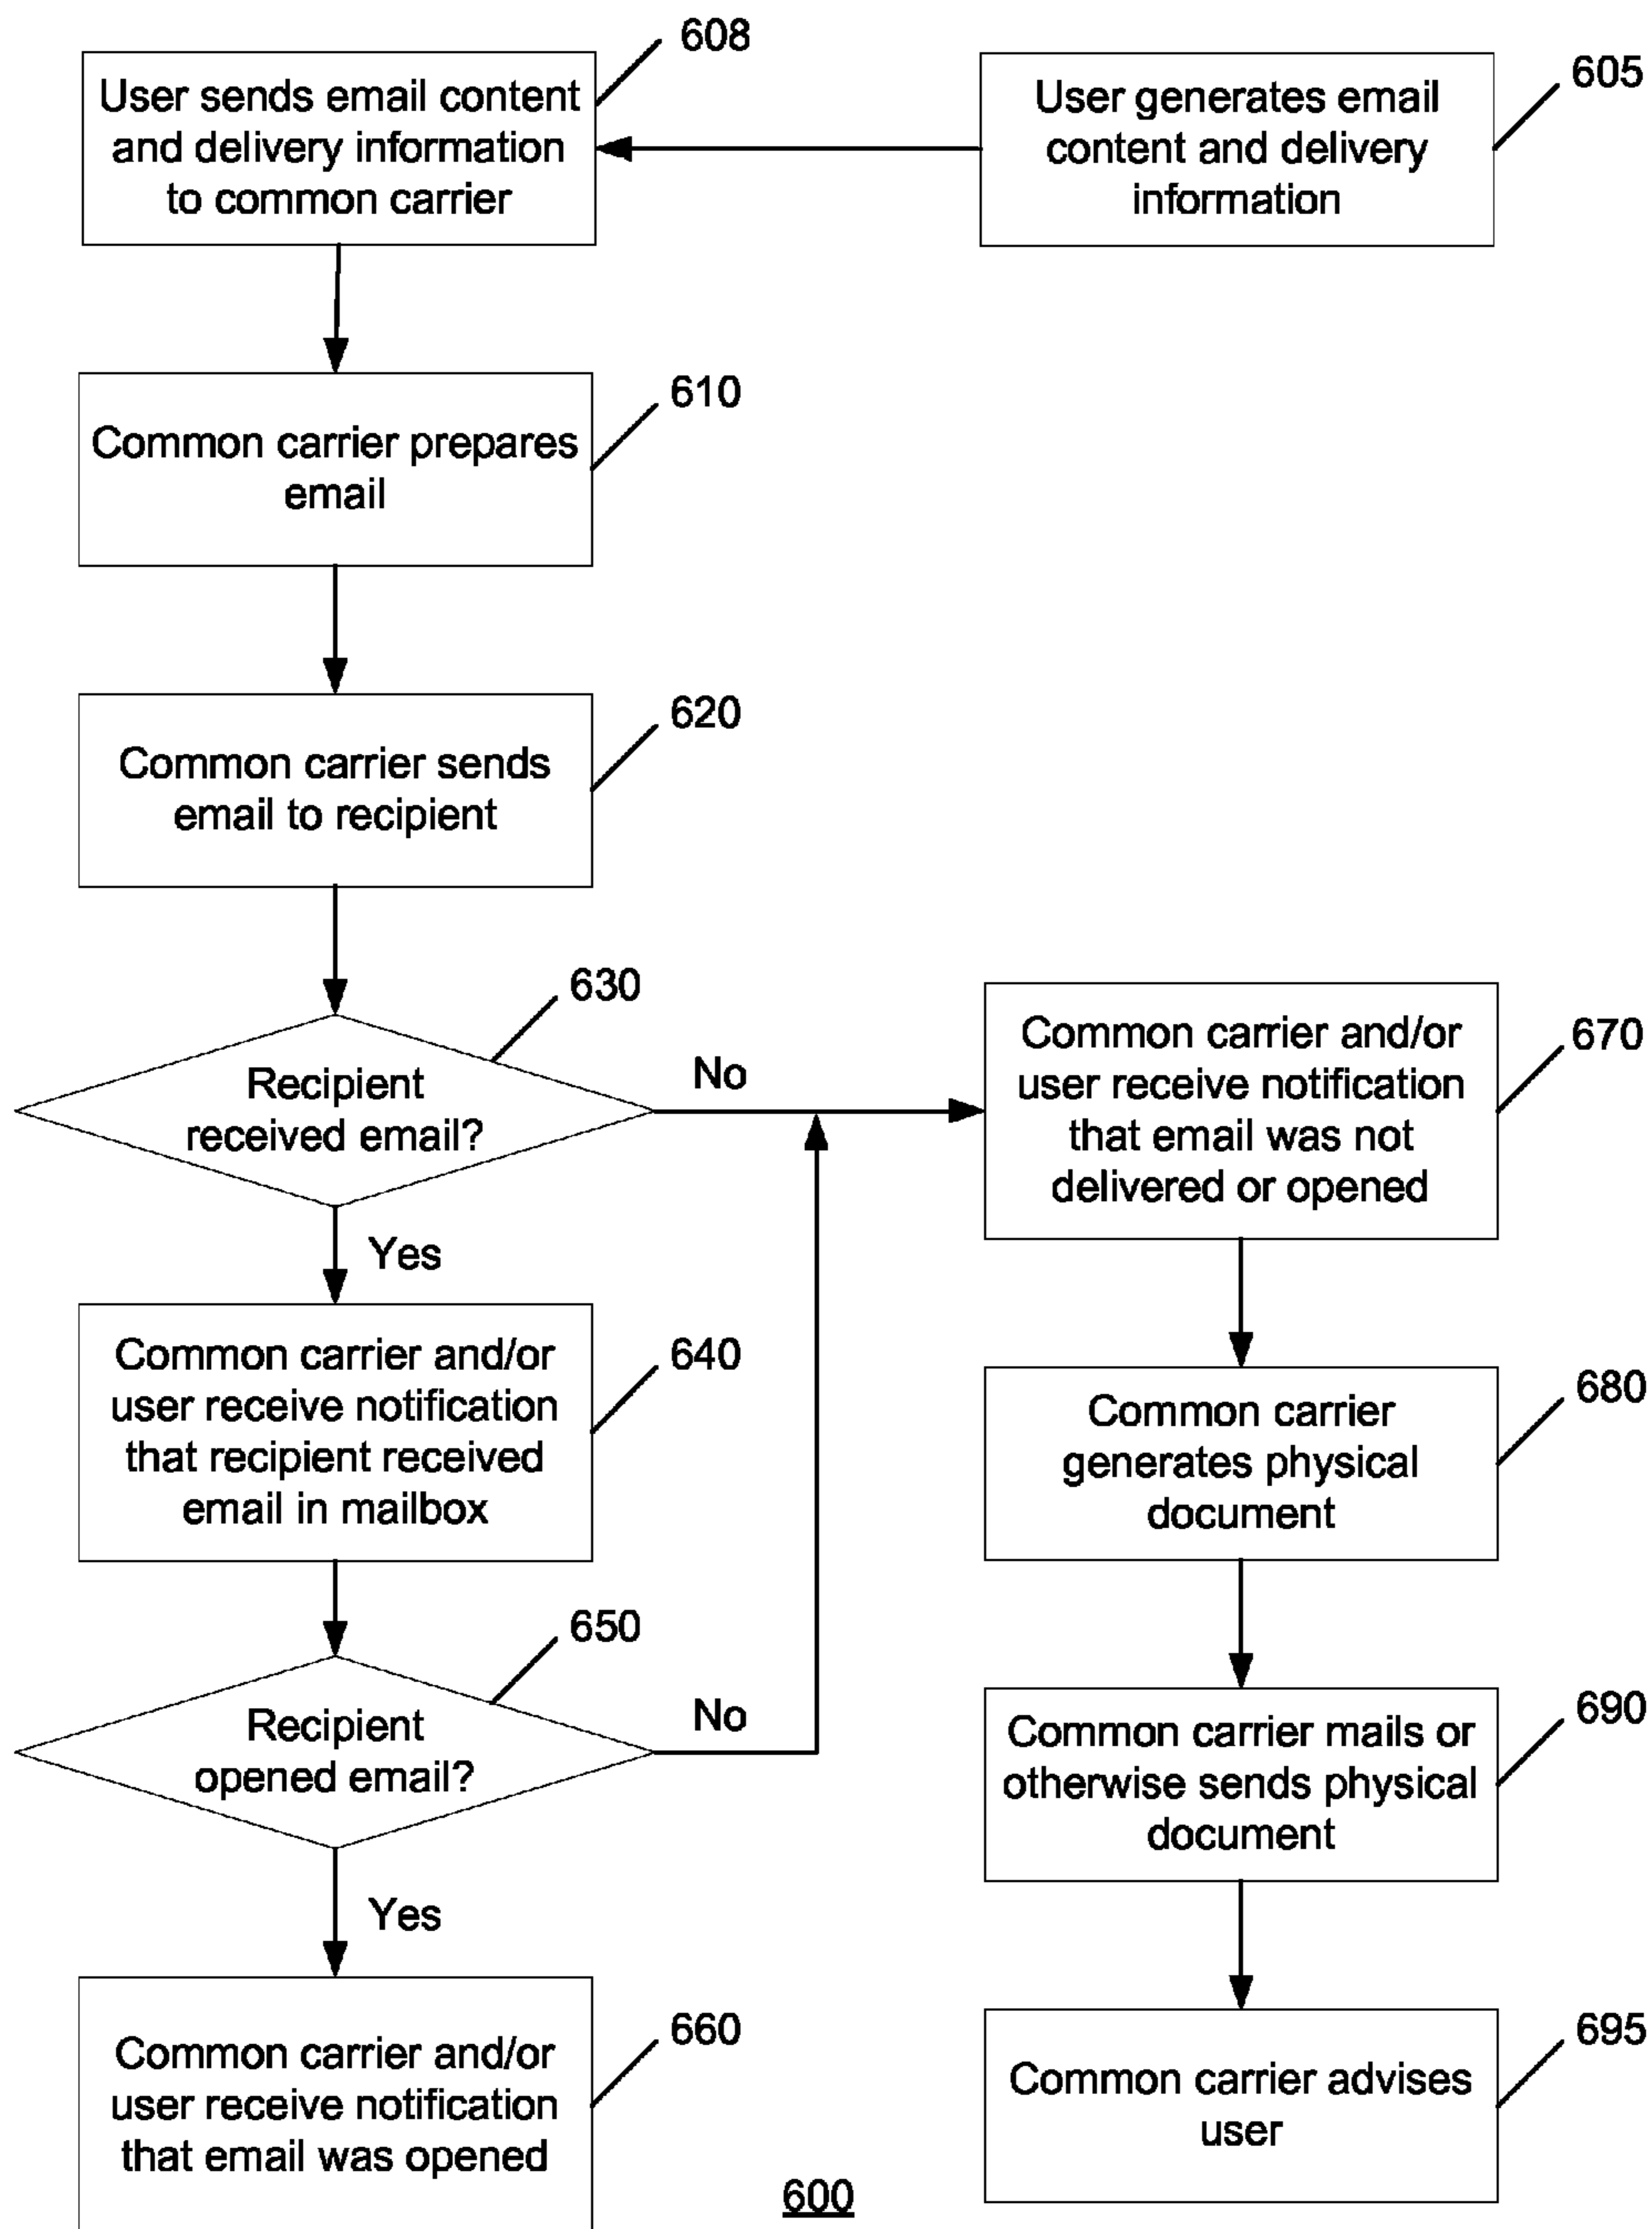 608
User sends email content
and delivery information
to common carrier
605
User generates email
content and delivery
information
610
Common carrier prepares
email
620
Common carrier sends
email to recipient
630
Recipient
received email?
No
Yes
670
Common carrier and/or
user receive notification
that email was not
delivered or opened
640
Common carrier and/or
user receive notification
that recipient received
email in mailbox
680
Common carrier
generates physical
document
650
Recipient
opened email?
No
Yes
690
Common carrier mails or
otherwise sends physical
document
660
Common carrier and/or
user receive notification
that email was opened
695
Common carrier advises
user
600